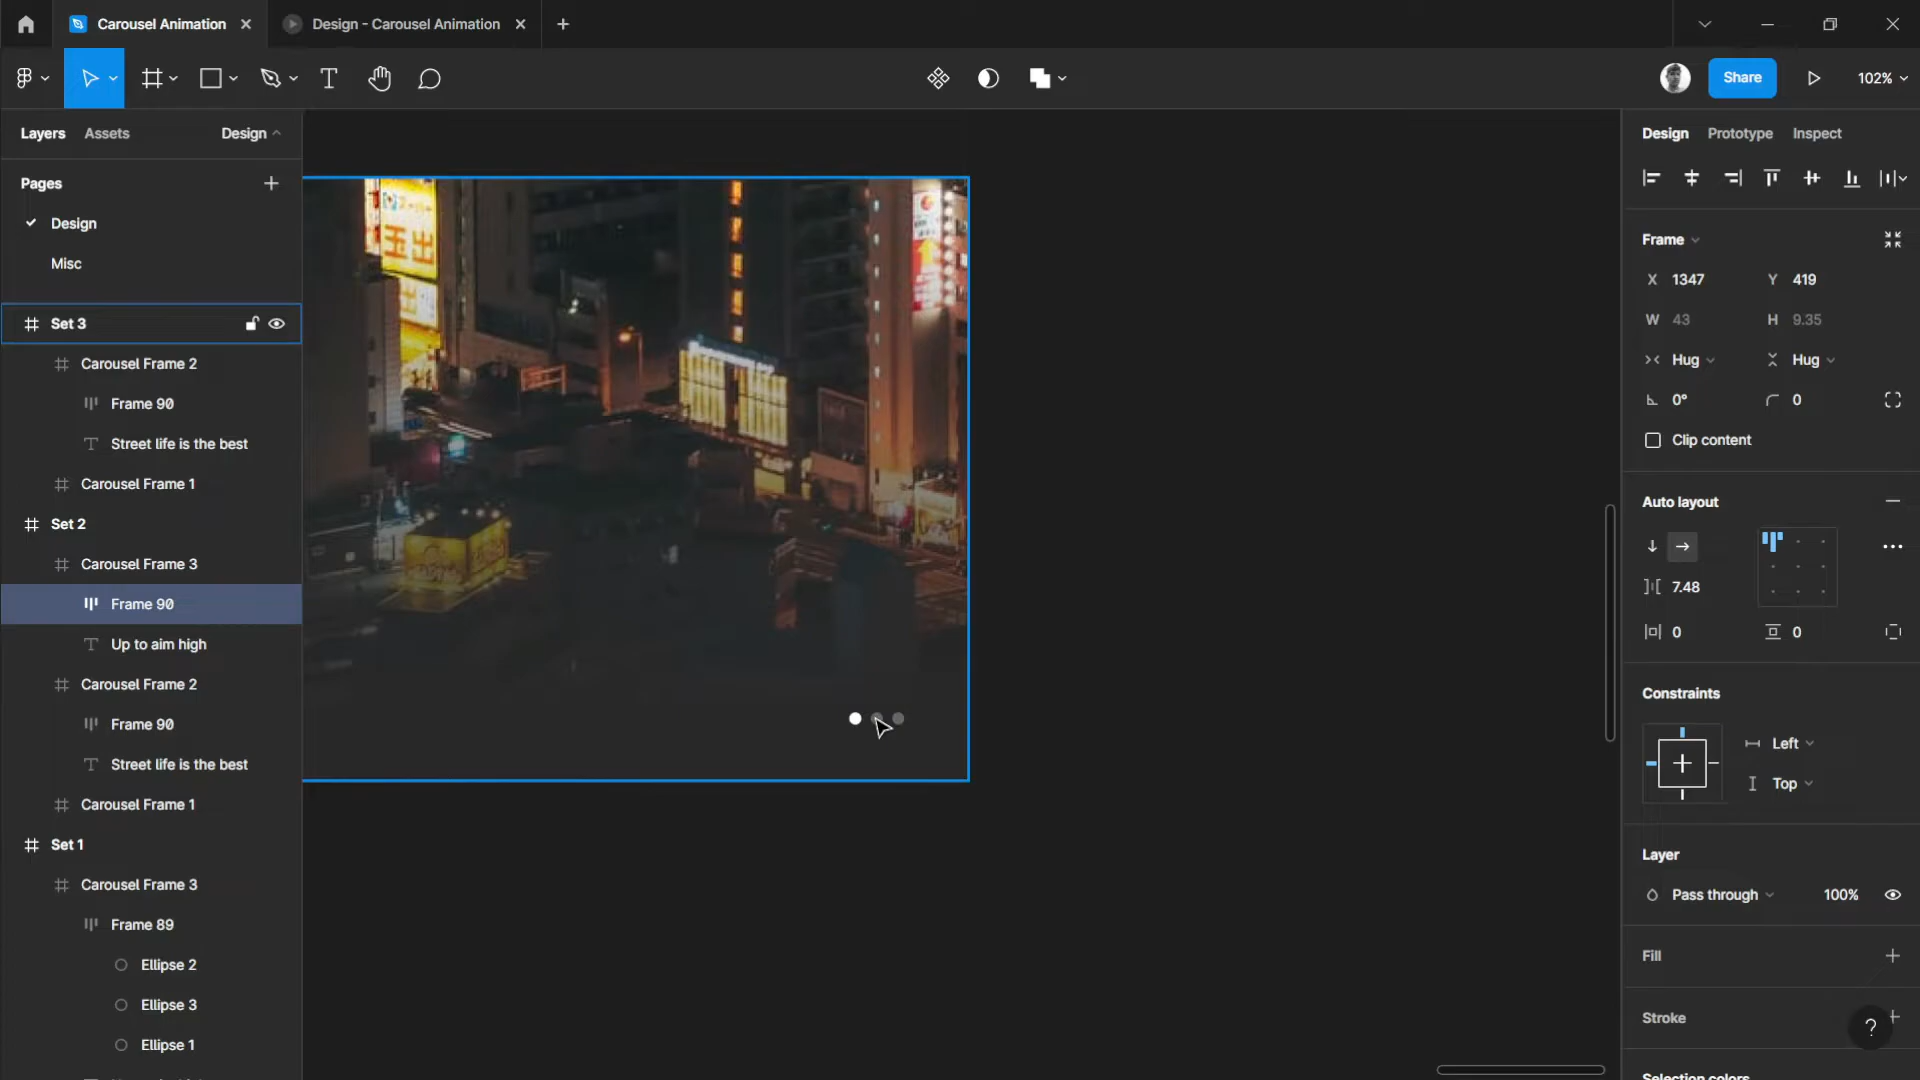 Carousel Animation
Design - Carousel Animation
Share
102%
Layers
Assets
Design
Pages
Design
Misc
Set 3
Carousel Frame 2
Frame 90
Street life is the best
Carousel Frame 1
Set 2
Carousel Frame 3
Frame 90
Up to aim high
Carousel Frame 2
Frame 90
Street life is the best
Carousel Frame 1
Set 1
Carousel Frame 3
Frame 89
Ellipse 2
Ellipse 3
Ellipse 1
玉出
Design
Prototype
Inspect
Frame
X 1347
Y 419
W 43
H 9.35
Hug
Hug
0°
0
Clip content
Auto layout
7.48
0
0
Constraints
Left
Top
Layer
Pass through
100%
Fill
Stroke
?
Selection colors